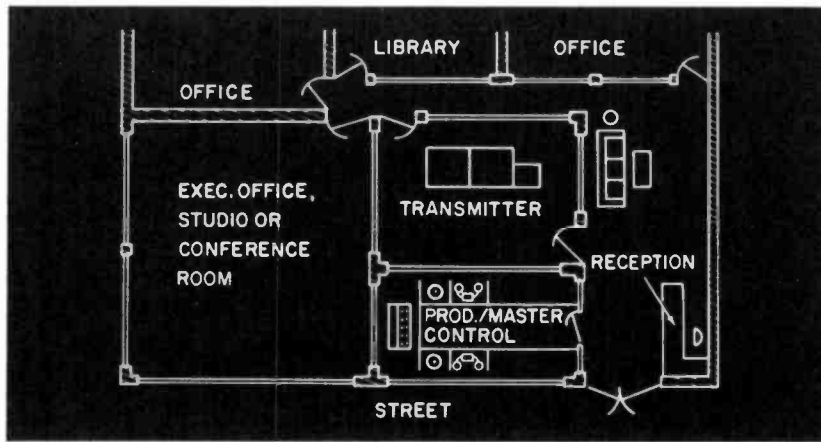 LIBRARY
OFFICE
OFFICE
EXEC. OFFICE,
STUDIO OR
CONFERENCE
ROOM
TRANSMITTER
RECEPTION
PROD./MASTER
CONTROL
STREET